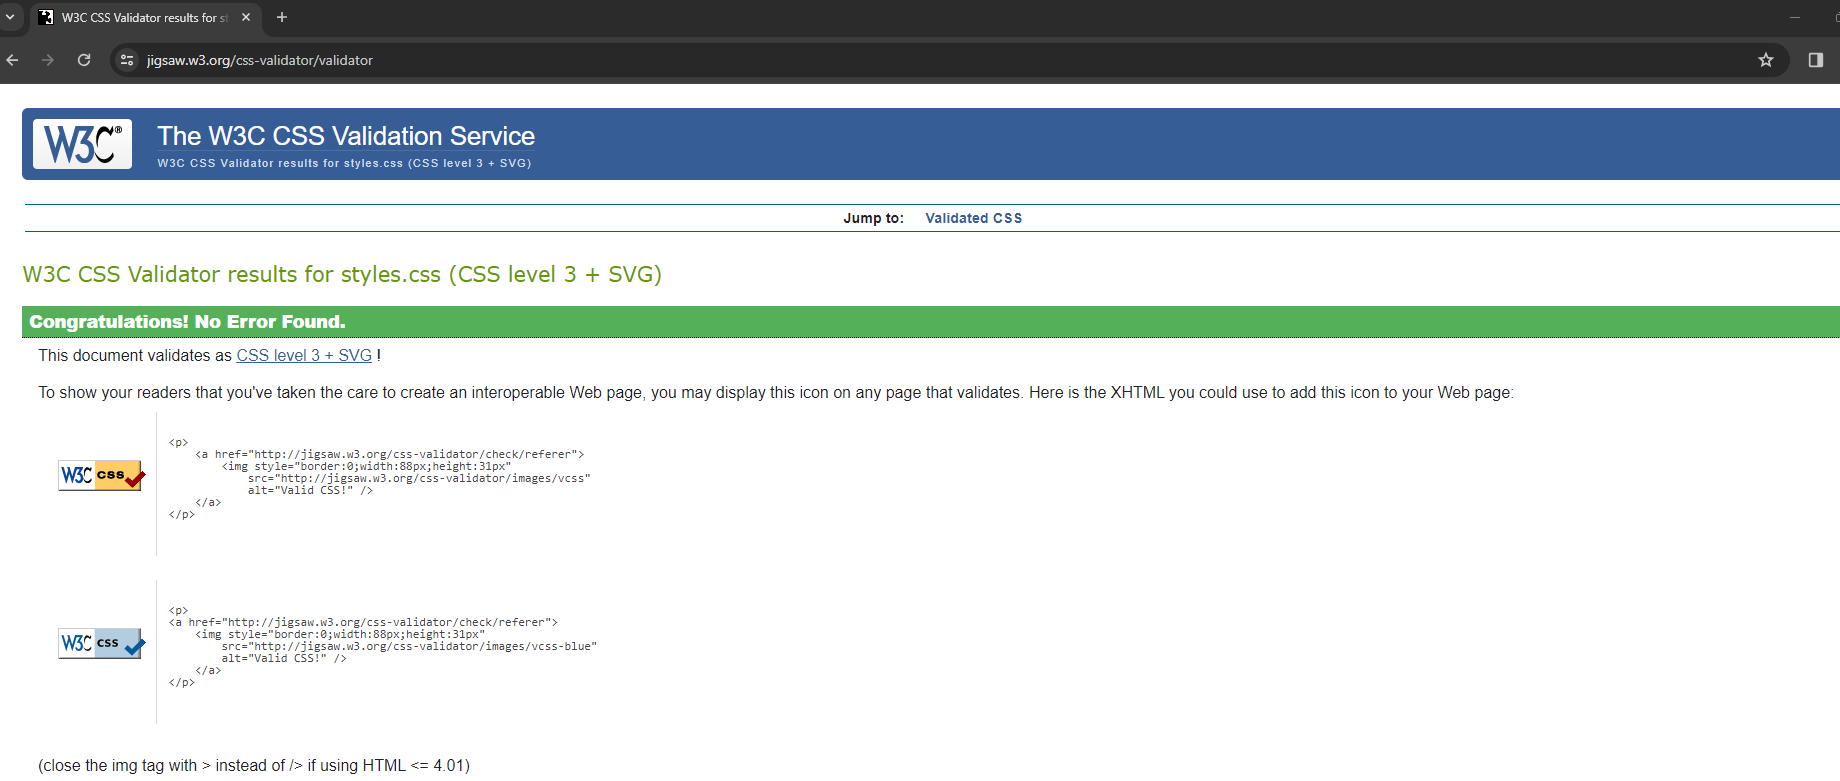 W3C CSS Validator results for st
jigsaw.w3.org/css-validator/validator
W3C®
The W3C CSS Validation Service
W3C CSS Validator results for styles.css (CSS level 3 + SVG)
Jump to: Validated CSS
W3C CSS Validator results for styles.css (CSS level 3 + SVG)
Congratulations! No Error Found.
This document validates as CSS level 3 + SVG !
To show your readers that you've taken the care to create an interoperable Web page, you may display this icon on any page that validates. Here is the XHTML you could use to add this icon to your Web page:
W3C css
<p>
<a href="http://jigsaw.w3.org/css-validator/check/referer">
<img style="border:0;width:88px;height:31px"
src="http://jigsaw.w3.org/css-validator/images/vcss"
alt="Valid CSS!" />
</a>
</p>
W3C css
<p>
<a href="http://jigsaw.w3.org/css-validator/check/referer">
<img style="border:0;width:88px;height:31px"
src="http://jigsaw.w3.org/css-validator/images/vcss-blue"
alt="Valid CSS!" />
</a>
</p>
(close the img tag with > instead of /> if using HTML <= 4.01)